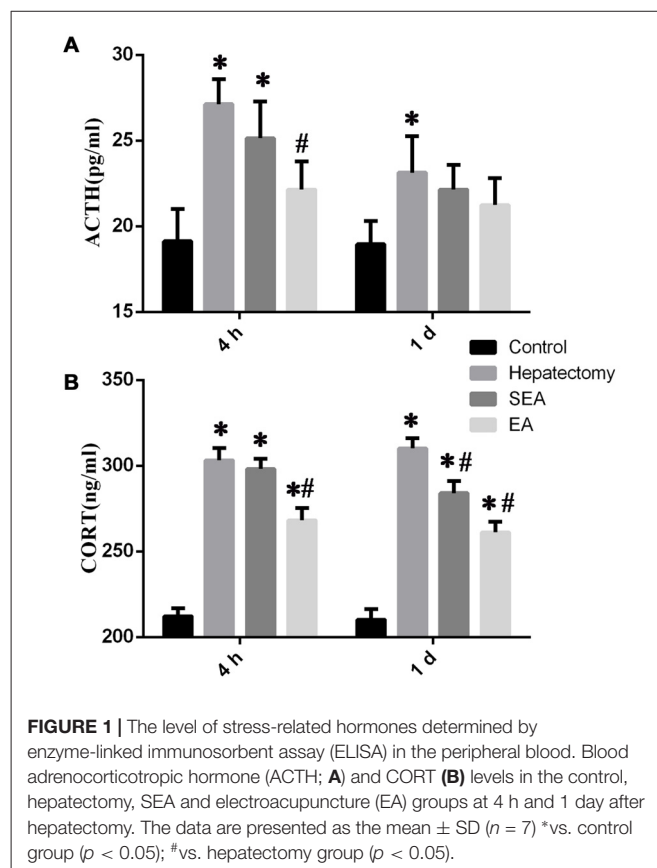 A
30
25
20
15
ACTH(pg/ml)
* * # *
4 h 1 d
Control
Hepatectomy
SEA
EA
B
350
300
250
200
CORT(ng/ml)
* * *# * *# *#
4 h 1 d
FIGURE 1 | The level of stress-related hormones determined by
enzyme-linked immunosorbent assay (ELISA) in the peripheral blood. Blood
adrenocorticotropic hormone (ACTH; A) and CORT (B) levels in the control,
hepatectomy, SEA and electroacupuncture (EA) groups at 4 h and 1 day after
hepatectomy. The data are presented as the mean ± SD (n = 7) *vs. control
group (p < 0.05); #vs. hepatectomy group (p < 0.05).